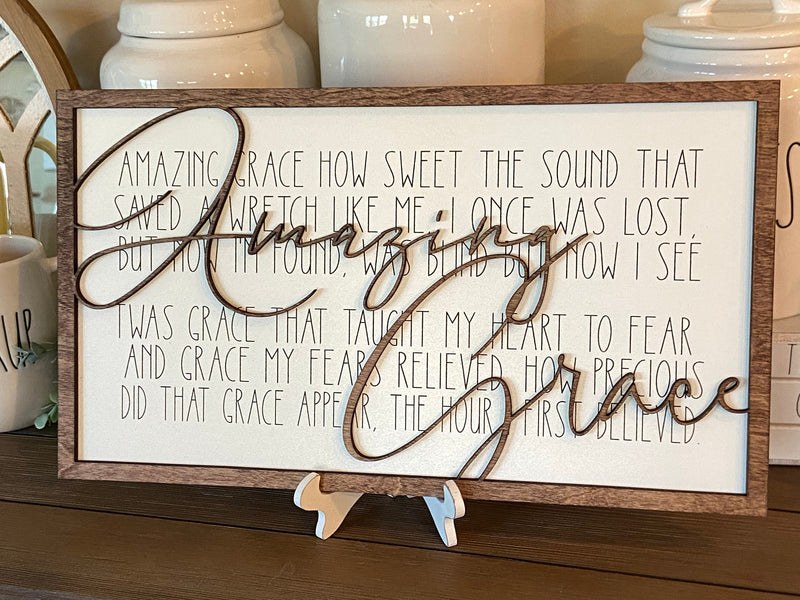 AMAZING GRACE HOW SWEET THE SOUND THAT
SAVED A WRETCH LIKE ME. I ONCE WAS LOST,
BUT NOW I'M FOUND, WAS BLIND BUT NOW I SEE
TWAS GRACE THAT TAUGHT MY HEART TO FEAR
AND GRACE MY FEARS RELIEVED. HOW PRECIOUS
DID THAT GRACE APPEAR, THE HOUR I FIRST BELIEVED.
Amazing
Grace